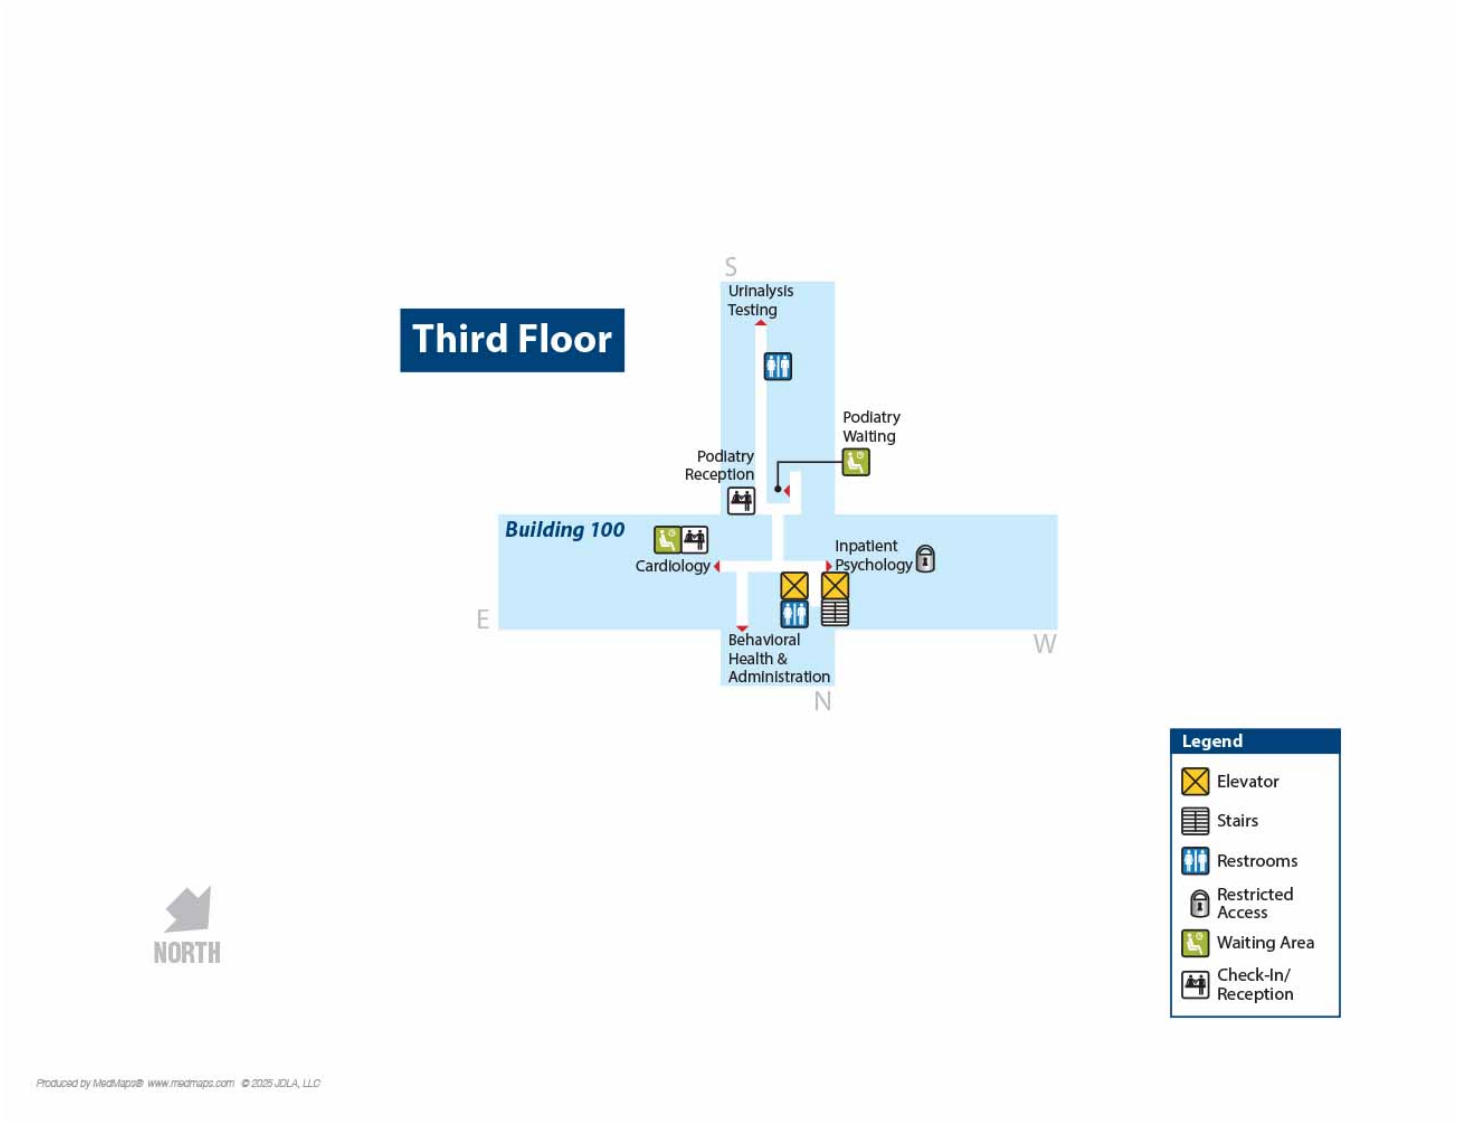 S
Urinalysis
Testing
Third Floor
Podiatry
Waiting
Podiatry
Reception
Building 100
Inpatient
Psychology
Cardiology
E
Behavioral
Health &
Administration
W
N
Legend
Elevator
Stairs
Restrooms
Restricted
Access
Waiting Area
Check-In/
Reception
NORTH
Produced by MedMaps® www.medmaps.com © 2025 JDLA, LLC